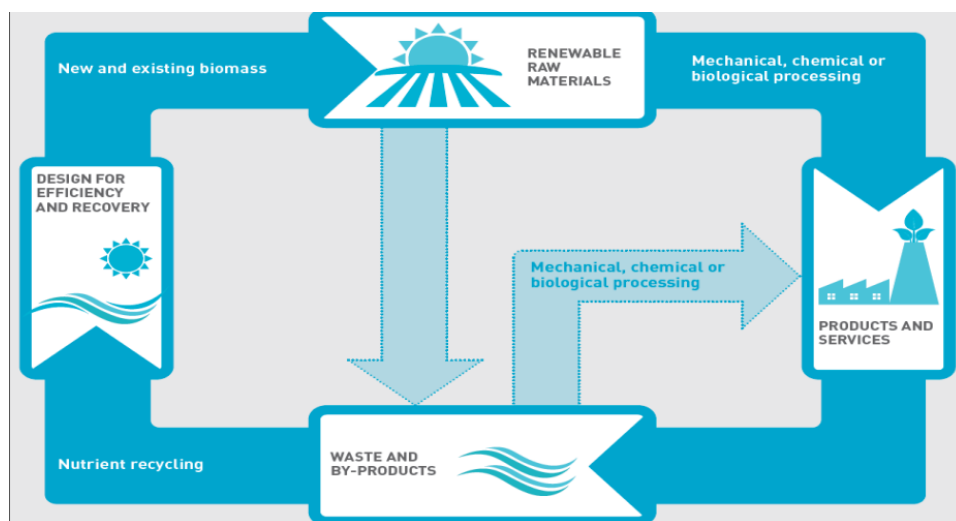 New and existing biomass
RENEWABLE
RAW
MATERIALS
Mechanical, chemical or
biological processing
DESIGN FOR
EFFICIENCY
AND RECOVERY
Mechanical, chemical or
biological processing
PRODUCTS AND
SERVICES
Nutrient recycling
WASTE AND
BY-PRODUCTS